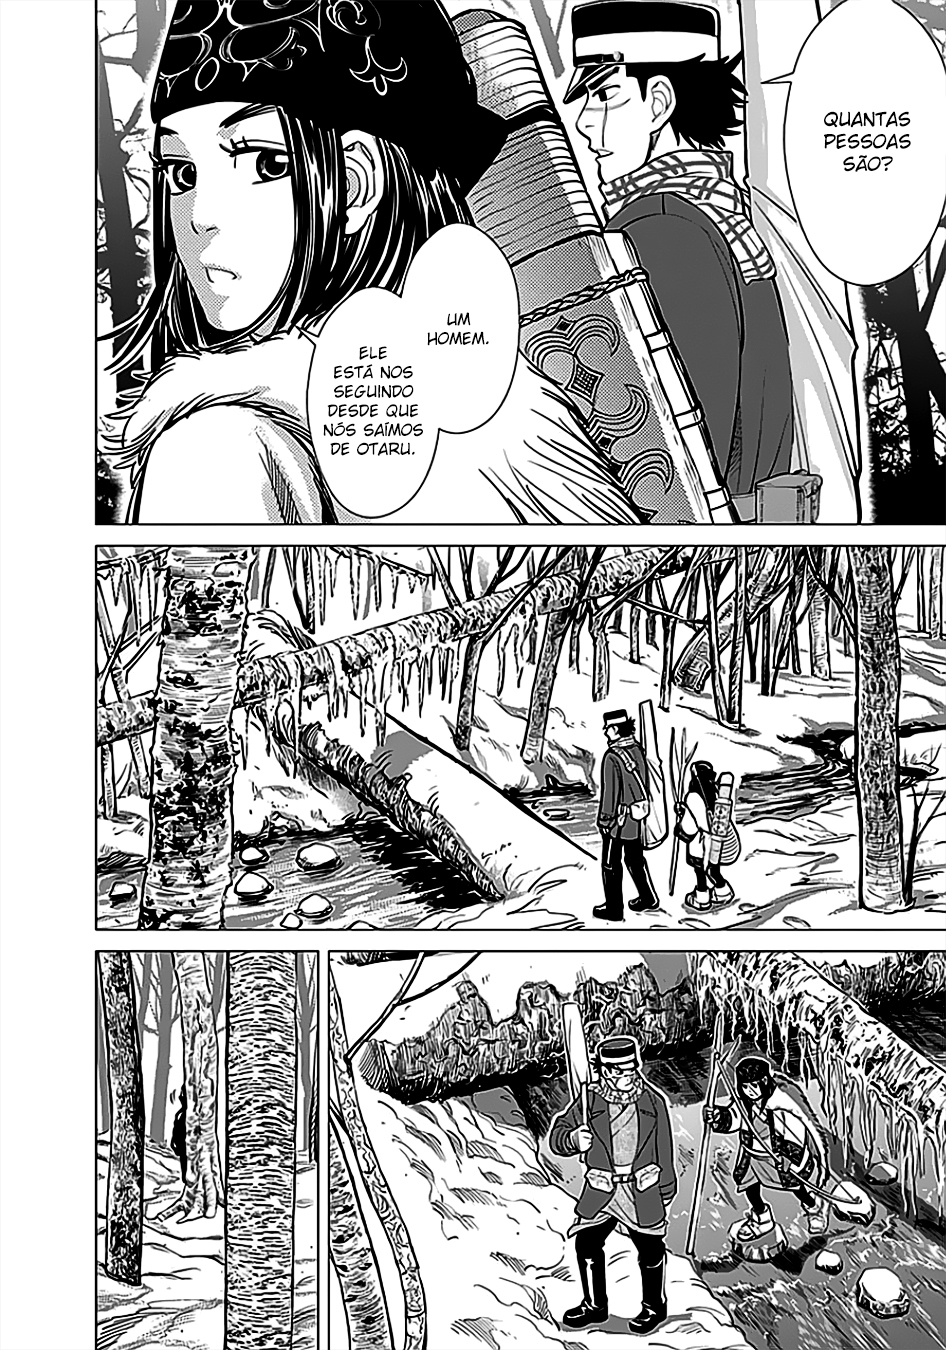 QUANTAS
PESSOAS
SÃO?
UM
HOMEM.
ELE
ESTÁ NOS
SEGUINDO
DESDE QUE
NÓS SAÍMOS
DE OTARU.